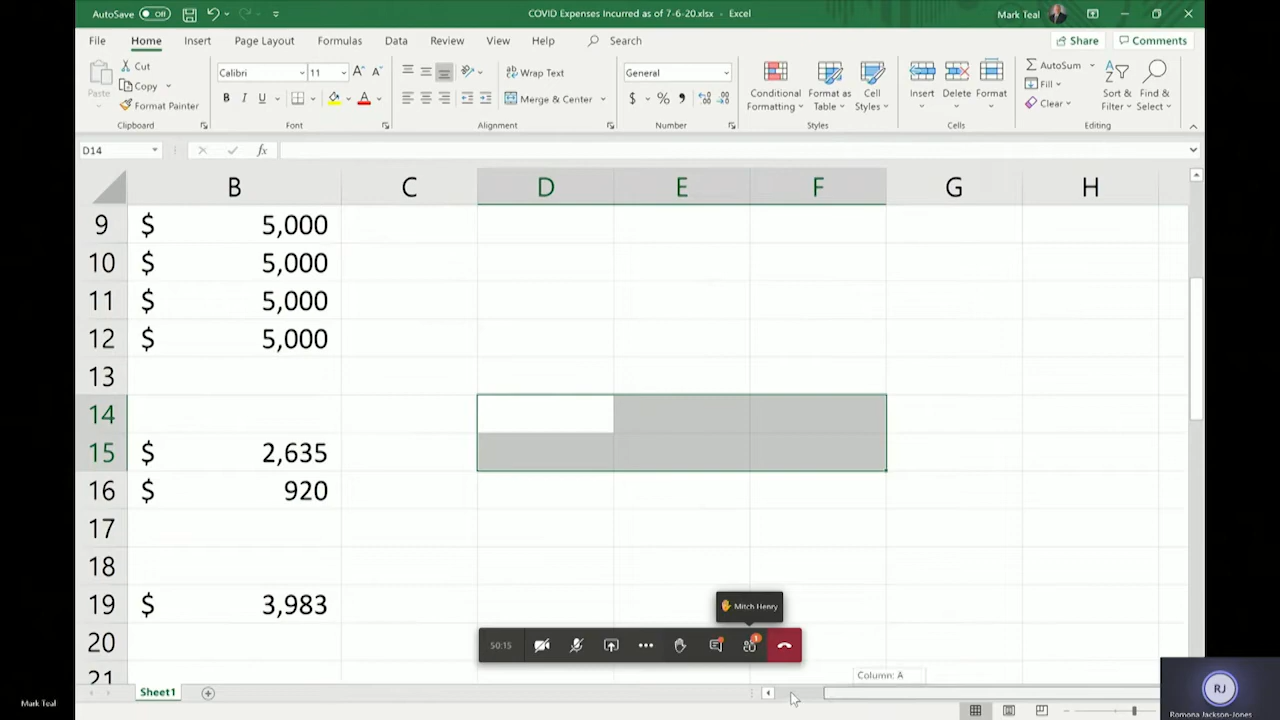 AutoSave Off COVID Expenses Incurred as of 7-6-20.xlsx - Excel Mark Teal
File Home Insert Page Layout Formulas Data Review View Help Search Share Comments
Paste Cut Copy Format Painter Clipboard
Calibri 11 A A B I U A Font
Wrap Text Merge & Center Alignment
General $ % , Number
Conditional Formatting Format as Table Cell Styles Styles
Insert Delete Format Cells
AutoSum Fill Clear Sort & Filter Find & Select Editing
D14 fx
B C D E F G H
9 $ 5,000
10 $ 5,000
11 $ 5,000
12 $ 5,000
13
14
15 $ 2,635
16 $ 920
17
18
19 $ 3,983
20
21
Mitch Henry
50:15 1
Column: A
Sheet1
RJ
Mark Teal
Ramona Jackson-Jones